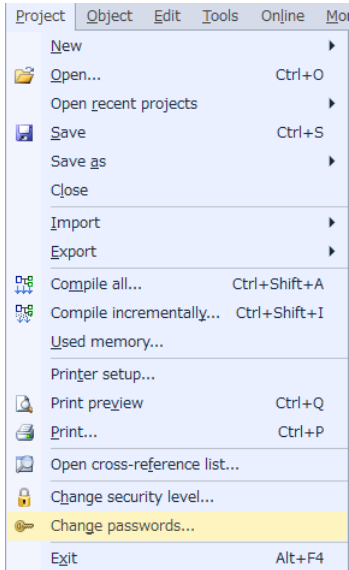 Project Object Edit Tools Online Mo
New
Open... Ctrl+O
Open recent projects
Save Ctrl+S
Save as
Close
Import
Export
Compile all... Ctrl+Shift+A
Compile incrementally... Ctrl+Shift+I
Used memory...
Printer setup...
Print preview Ctrl+Q
Print... Ctrl+P
Open cross-reference list...
Change security level...
Change passwords...
Exit Alt+F4